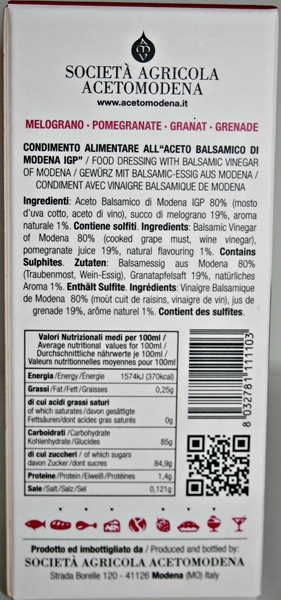 SOCIETÀ AGRICOLA
ACETOMODENA
www.acetomodena.it
MELOGRANO · POMEGRANATE · GRANAT · GRENADE
CONDIMENTO ALIMENTARE ALL'"ACETO BALSAMICO DI
MODENA IGP" / FOOD DRESSING WITH BALSAMIC VINEGAR
OF MODENA / GEWÜRZ MIT BALSAMIC-ESSIG AUS MODENA /
CONDIMENT AVEC VINAIGRE BALSAMIQUE DE MODENA
Ingredienti: Aceto Balsamico di Modena IGP 80% (mosto
d'uva cotto, aceto di vino), succo di melograno 19%, aroma
naturale 1%. Contiene solfiti. Ingredients: Balsamic Vinegar
of Modena 80% (cooked grape must, wine vinegar),
pomegranate juice 19%, natural flavouring 1%. Contains
Sulphites. Zutaten: Balsamessig aus Modena 80%
(Traubenmost, Wein-Essig), Granatapfelsaft 19%, natürliches
Aroma 1%. Enthält Sulfite. Ingrédients: Vinaigre Balsamique
de Modène 80% (moût cuit de raisins, vinaigre de vin), jus de
grenade 19%, arôme naturel 1%. Contient des sulfites.
Valori Nutrizionali medi per 100ml/
Average nutritional values for 100ml/
Durchschnittliche nährwerte je 100ml/
Valeurs nutritionnelles moyennes pour 100ml
Energia/Energy/Énergie 1574KJ (370kcal)
Grassi/Fat/Fett/Graisses 0,25g
di cui acidi grassi saturi
of which saturates/davon gesättigte
Fettsäuren/dont acides gras saturés 0g
Carboidrati/Carbohydrate
Kohlenhydrate/Glucides 85g
di cui zuccheri / of which sugars
davon Zucker/dont sucres 84,9g
Proteine/Protein/Eiweiß/Protéines 1,4g
Sale/Salt/Salz/Sel 0,121g
8 032781 111103
Prodotto ed imbottigliato da / Produced and bottled by:
SOCIETÀ AGRICOLA ACETOMODENA
Strada Borelle 120 - 41126 Modena (MO) Italy